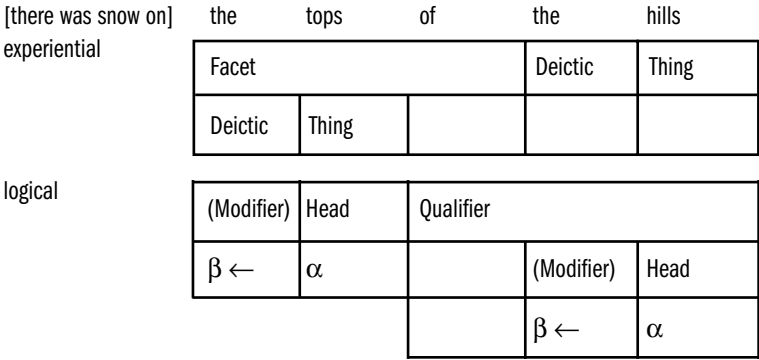 [there was snow on] the tops of the hills
experiential
Facet Deictic Thing
Deictic Thing
logical
(Modifier) Head Qualifier
β ← α (Modifier) Head
β ← α